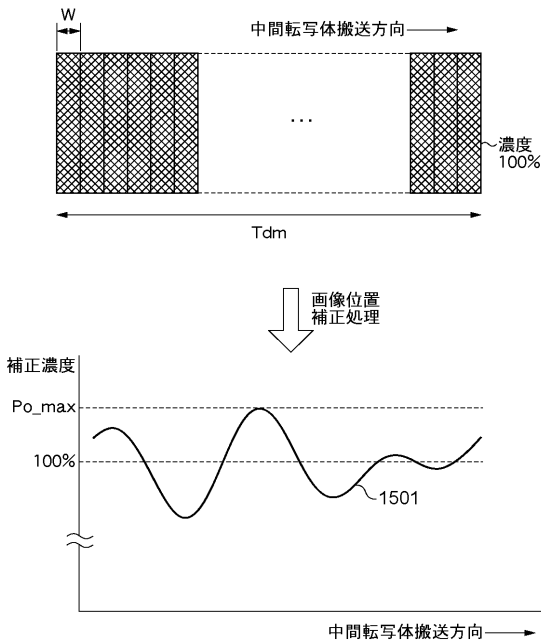 W
中間転写体搬送方向
...
濃度
100%
Tdm
画像位置
補正処理
補正濃度
Po_max
100%
1501
中間転写体搬送方向